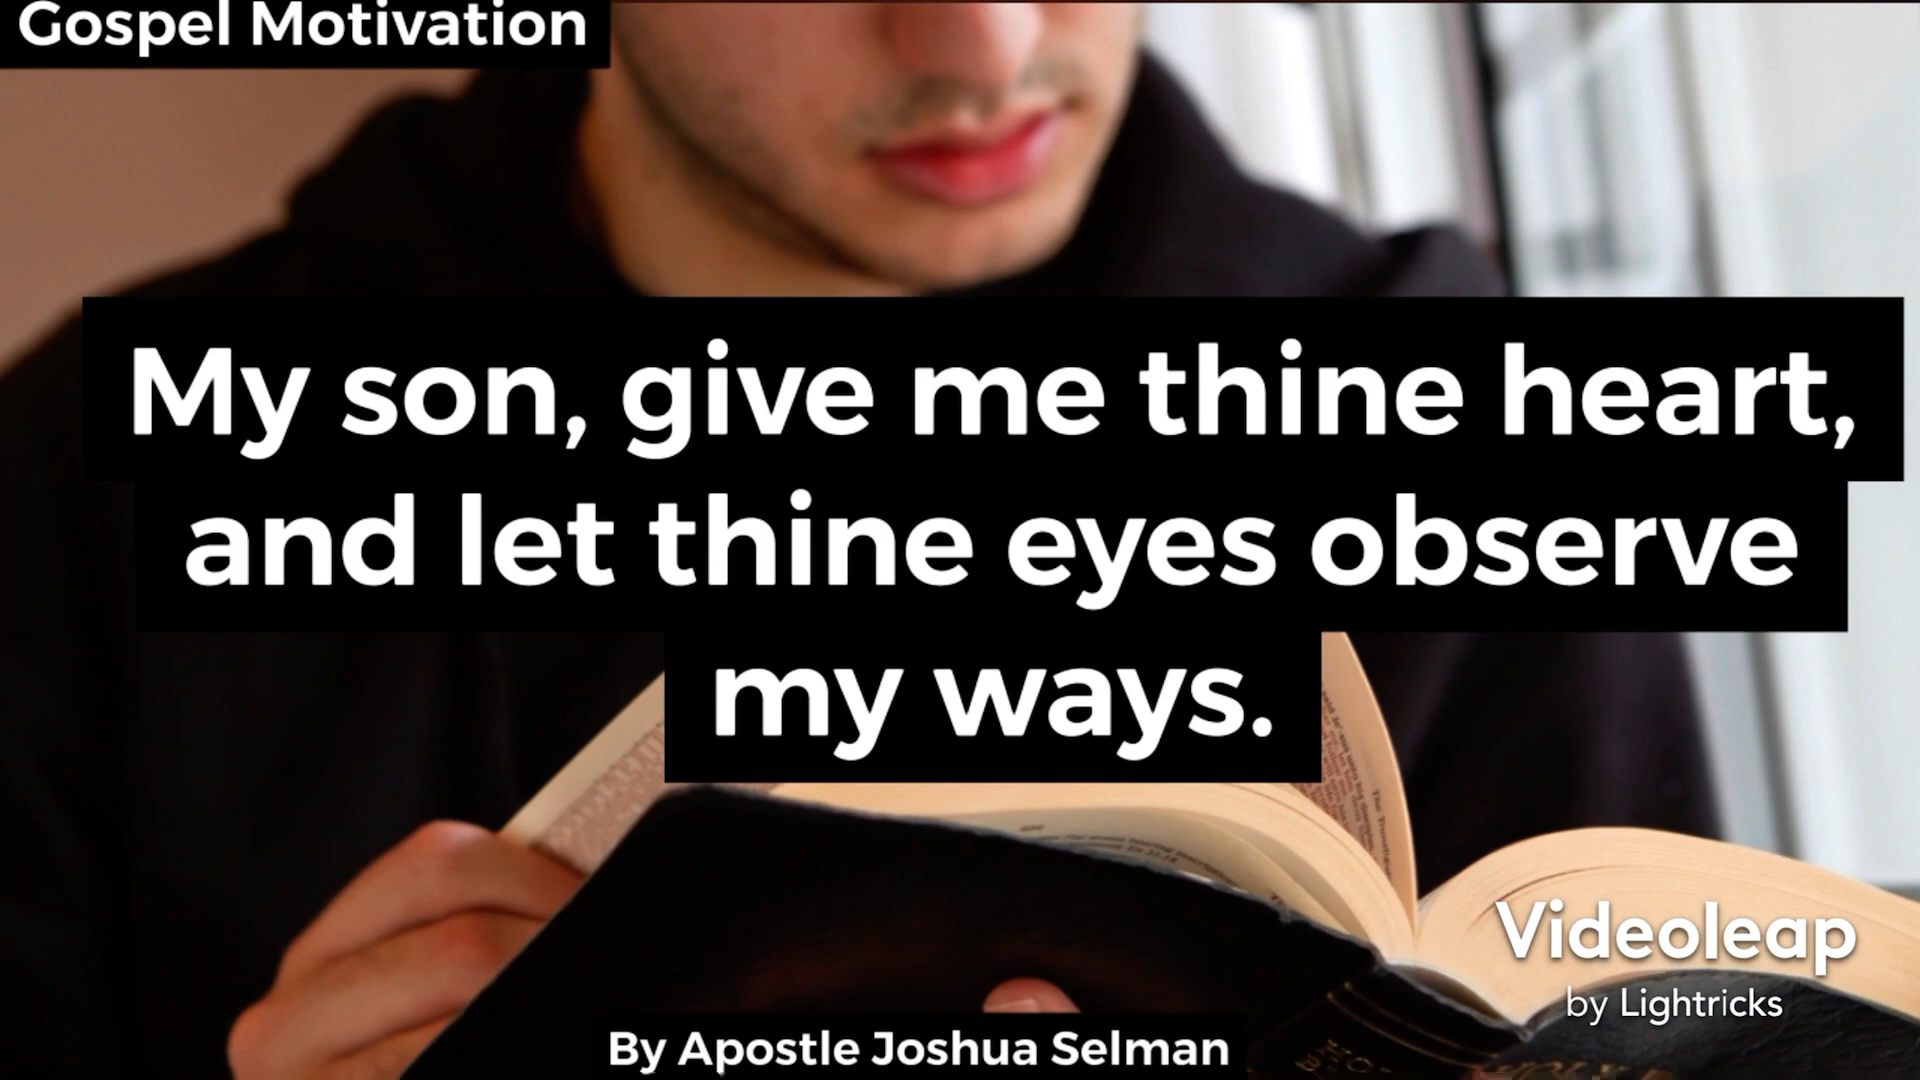 Gospel Motivation
My son, give me thine heart,
and let thine eyes observe
my ways.
Videoleap
by Lightricks
By Apostle Joshua Selman